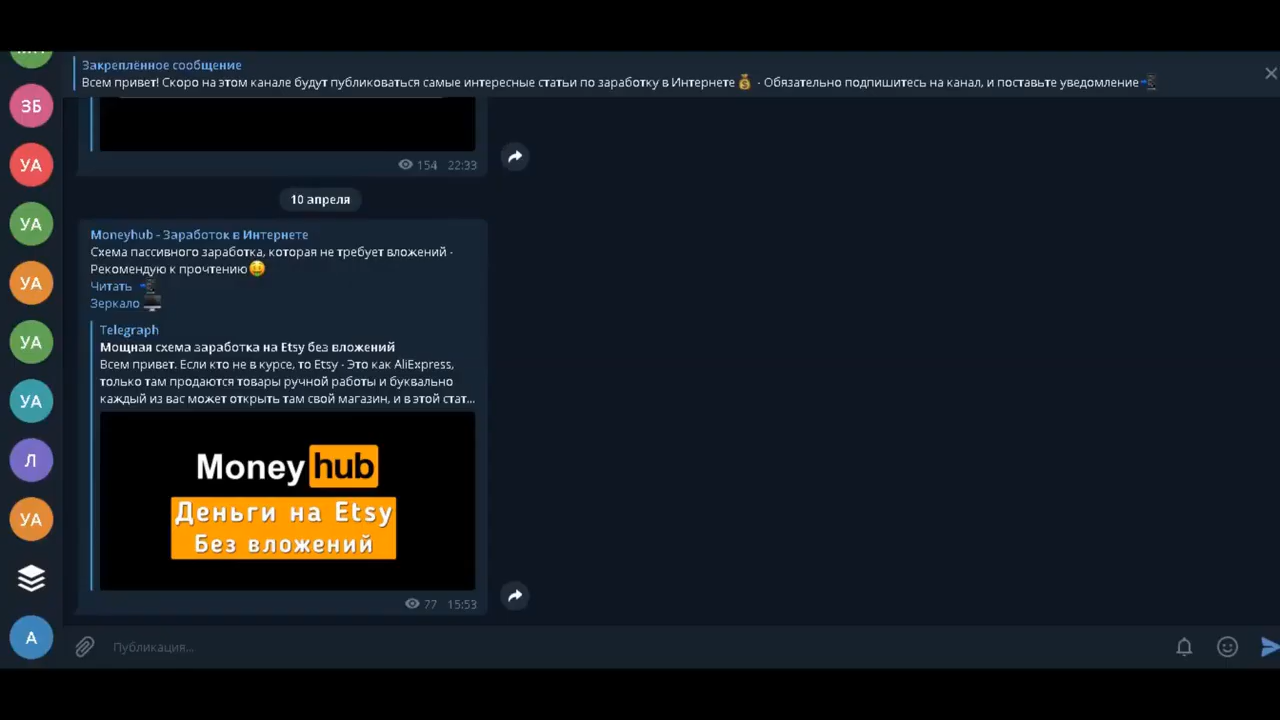 Закреплённое сообщение
Всем привет! Скоро на этом канале будут публиковаться самые интересные статьи по заработку в Интернете💰 - Обязательно подпишитесь на канал, и поставьте уведомление📲
ЗБ
УА
УА
УА
УА
УА
Л
УА
А
154 22:33
10 апреля
Moneyhub - Заработок в Интернете
Схема пассивного заработка, которая не требует вложений -
Рекомендую к прочтению🤑
Читать 📲
Зеркало 🖥
Telegraph
Мощная схема заработка на Etsy без вложений
Всем привет. Если кто не в курсе, то Etsy - Это как AliExpress,
только там продаются товары ручной работы и буквально
каждый из вас может открыть там свой магазин, и в этой стат...
Money hub
Деньги на Etsy
Без вложений
77 15:53
Публикация...